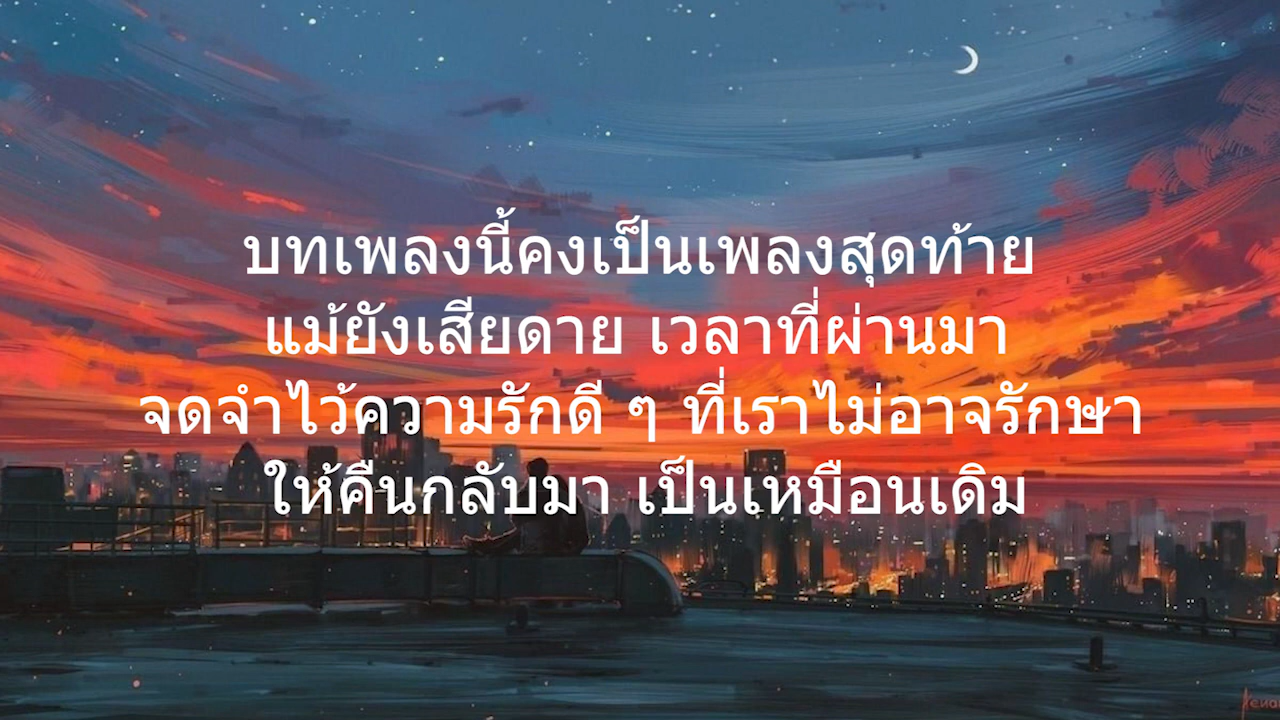 บทเพลงนี้คงเป็นเพลงสุดท้าย
แม้ยังเสียดาย เวลาที่ผ่านมา
จดจำไว้ความรักดี ๆ ที่เราไม่อาจรักษา
ให้คืนกลับมา เป็นเหมือนเดิม